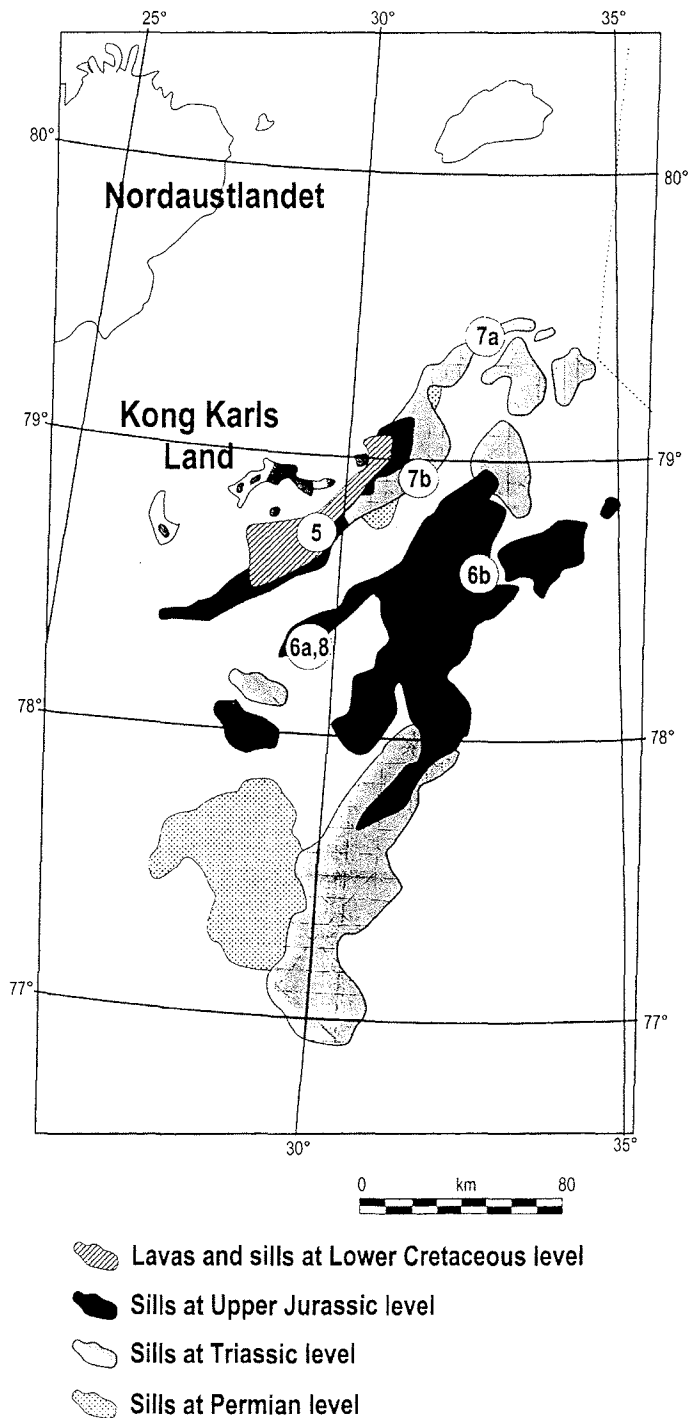 25° 30° 35°
80°
80°
Nordaustlandet
7a
79°
Kong Karls
Land
79°
7b
5
6b
6a,8
78°
78°
77°
77°
30° 35°
0 km 80
Lavas and sills at Lower Cretaceous level
Sills at Upper Jurassic level
Sills at Triassic level
Sills at Permian level